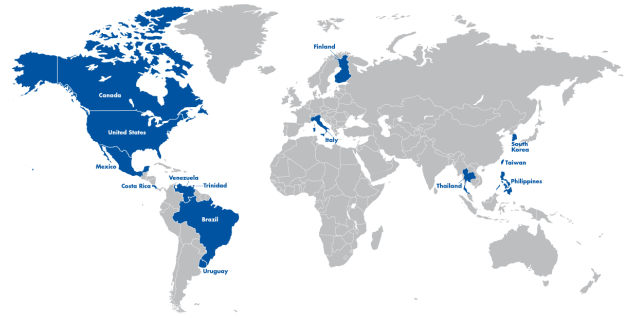 Finland
Canada
United States
Italy
South
Korea
Taiwan
Mexico
Venezuela
Costa Rica
Trinidad
Thailand
Philippines
Brazil
Uruguay